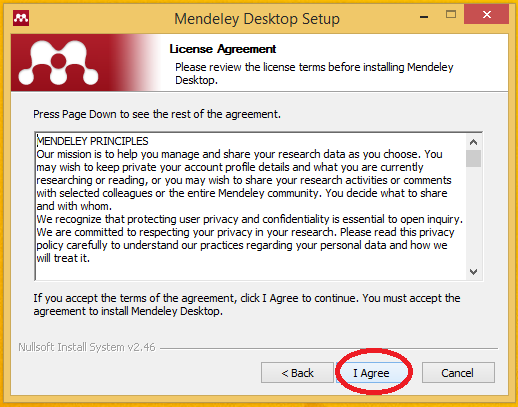 Mendeley Desktop Setup
License Agreement
Please review the license terms before installing Mendeley
Desktop.
Press Page Down to see the rest of the agreement.
MENDELEY PRINCIPLES
Our mission is to help you manage and share your research data as you choose. You
may wish to keep private your account profile details and what you are currently
researching or reading, or you may wish to share your research activities or comments
with selected colleagues or the entire Mendeley community. You decide what to share
and with whom.
We recognize that protecting user privacy and confidentiality is essential to open inquiry.
We are committed to respecting your privacy in your research. Please read this privacy
policy carefully to understand our practices regarding your personal data and how we
will treat it.
If you accept the terms of the agreement, click I Agree to continue. You must accept the
agreement to install Mendeley Desktop.
Nullsoft Install System v2.46
< Back I Agree Cancel